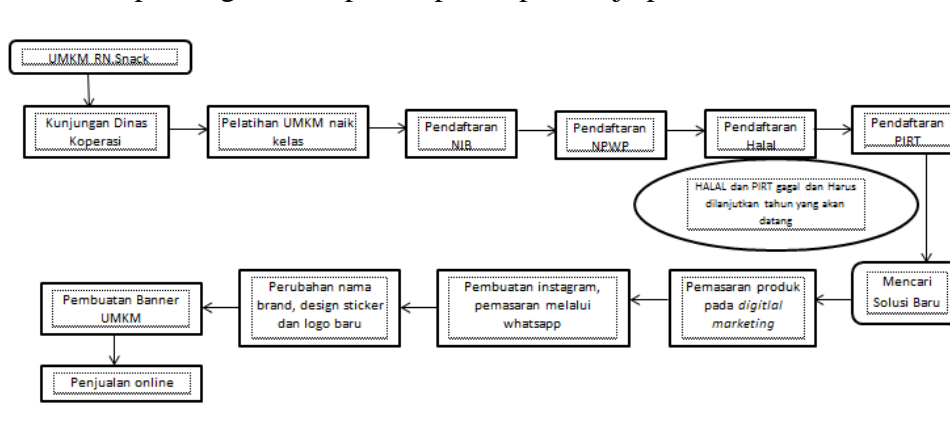 UMKM RN.Snack
Kunjungan Dinas
Koperasi
Pelatihan UMKM naik
kelas
Pendaftaran
NIB
Pendaftaran
NPWP
Pendaftaran
Halal
Pendaftaran
PIRT
HALAL dan PIRT gagal dan Harus
dilanjutkan tahun yang akan
datang
Mencari
Solusi Baru
Pemasaran produk
pada digitlal
marketing
Pembuatan instagram,
pemasaran melalui
whatsapp
Perubahan nama
brand, design sticker
dan logo baru
Pembuatan Banner
UMKM
Penjualan online